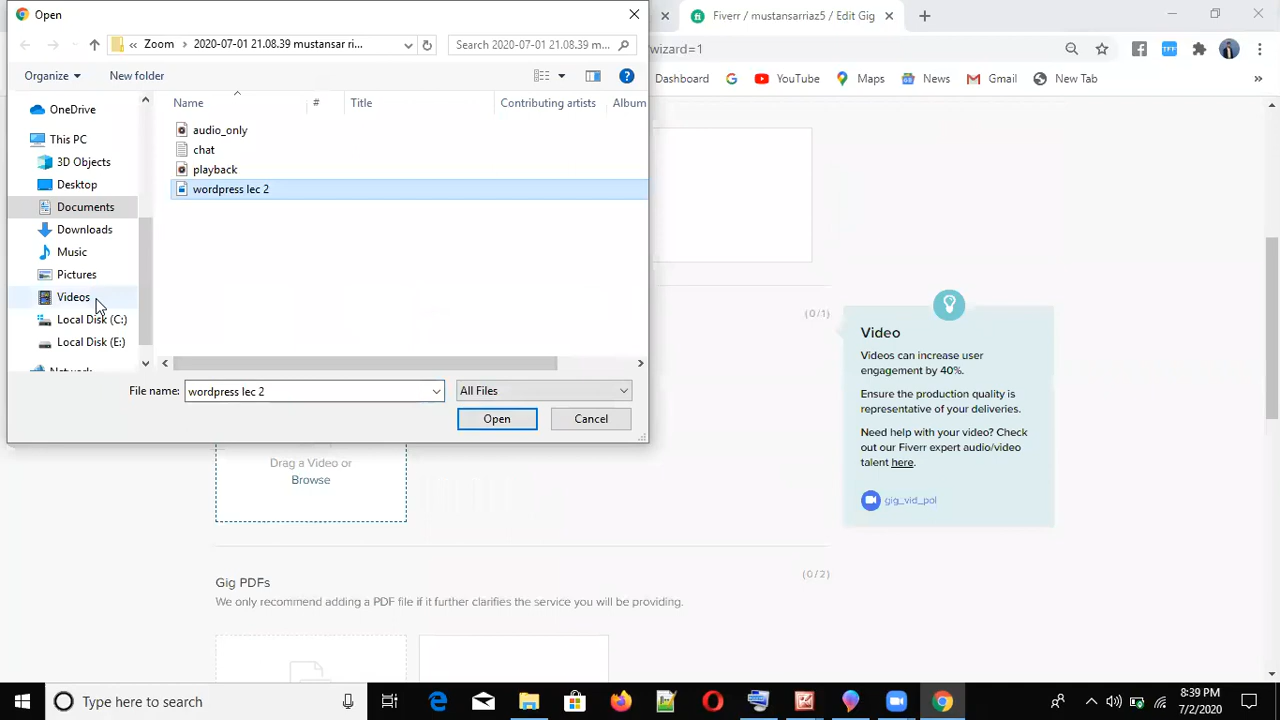 Open
Fiverr / mustansarriaz5 / Edit Gig
Zoom
2020-07-01 21.08.39 mustansar ri...
Search 2020-07-01 21.08.39 m...
wizard=1
Organize
New folder
Dashboard
YouTube
Maps
News
Gmail
New Tab
Name
#
Title
Contributing artists
Album
OneDrive
This PC
3D Objects
Desktop
Documents
Downloads
Music
Pictures
Videos
Local Disk (C:)
Local Disk (E:)
Network
audio_only
chat
playback
wordpress lec 2
File name:
wordpress lec 2
All Files
Open
Cancel
(0/1)
Video
Videos can increase user
engagement by 40%.
Ensure the production quality is
representative of your deliveries.
Need help with your video? Check
out our Fiverr expert audio/video
talent here.
gig_vid_pol
Drag a Video or
Browse
(0/2)
Gig PDFs
We only recommend adding a PDF file if it further clarifies the service you will be providing.
Type here to search
8:39 PM
7/2/2020